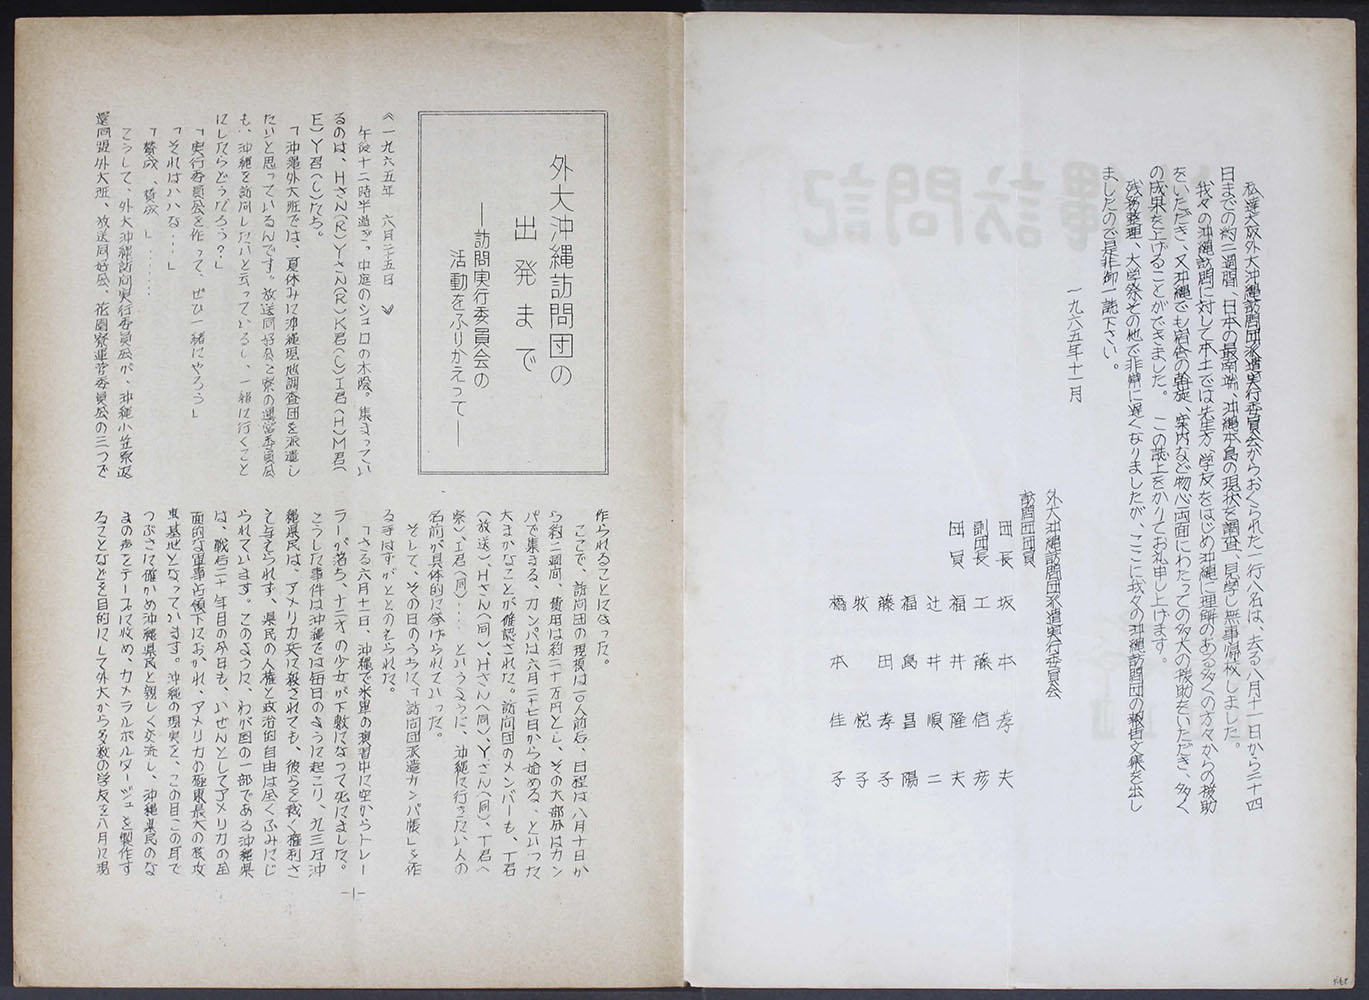 私達大阪外大沖縄訪問団派遣実行委員会からおくられた一行八名は、去る八月十一日から二十四
日までの約二週間、日本の最南端、沖縄本島の現状を調査、見学し無事帰校しました。
我々の沖縄訪問に対して本土では先生方、学友をはじめ沖縄に理解のある多くの方々からの援助
をいただき、又沖縄でも宿舎の斡旋、案内など物心両面にわたっての多大の援助をいただき、多く
の成果を上げることができました。この誌上をかりてお礼申し上げます。
残務整理、大学祭その他で非常に遅くなりましたが、ここに我々の沖縄訪問団の報告文集を出し
ましたので是非御一読下さい。
一九六五年十一月
外大沖縄訪問団派遣実行委員会
訪問団団員
団長 坂本孝夫
副団長 工藤信彦
団員 福井隆夫
辻井順二
福島昌陽
藤田孝子
牧悦子
橋本佳子
外大沖縄訪問団の
出発まで
――訪問実行委員会の
活動をふりかえって――
《一九六五年 六月二十五日》
午后十二時半過ぎ。中庭のシュロの木陰。集まってい
るのは、Hさん(R)Yさん(R)K君(L)I君(H)M君(
E)Y君(L)たち。
「沖縄外大班では、夏休みに沖縄現地調査団を派遣し
たいと思っているんです。放送同好会と寮の運営委員会
も、沖縄を訪問したいと云っているし、一緒に行くこと
にしたらどうだろう?」
「実行委員会を作って、ぜひ一緒にやろう」
「それはいいな・・・」
「賛成、賛成」・・・・・・
こうして、外大沖縄訪問実行委員会が、沖縄小笠原返
還同盟外大班、放送同好会、花園寮運営委員会の三つで
作られることになった。
ここで、訪問団の規模は一〇人前后、日程は八月十日か
ら約二週間、費用は約二十万円とし、その大部分はカン
パで集める、カンパは六月二十七日から始める、といった
大まかなことが確認された。訪問団のメンバーも、T君
(放送)、Hさん(同)、Hさん(同)、Yさん(同)、T君(
寮)、I君(同)・・・というように、沖縄に行きたい人の
名前が具体的に挙げられていった。
そして、その日のうちに「訪問団派遣カンパ帳」を作
る手はずがととのえられた。
「さる六月十一日、沖縄で米軍の演習中に空からトレー
ラーが落ち、十一才の少女が下敷になって死にました。
こうした事件は沖縄では毎日のように起こり、九三万沖
縄県民は、アメリカ兵に殺されても、彼らを裁く権利さ
え与えられず、県民の人権と政治的自由は全くふみにじ
られています。このように、わが国の一部である沖縄県
は、戦后二十年目の今日も、いぜんとしてアメリカの全
面的な軍事占領下におかれ、アメリカの極東最大の核攻
撃基地となっています。沖縄の現実を、この目この耳で
つぶさに確かめ沖縄県民と親しく交流し、沖縄県民のな
まの声をテープに収め、カメラルポルタージュを製作す
ることなどを目的にして外大から多数の学友を八月に現
―1―